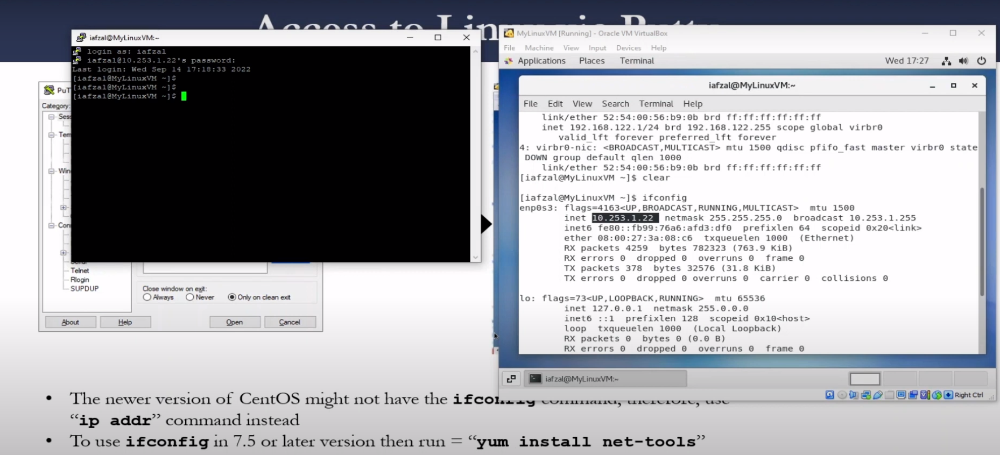 Access to Linux via Putty
iafzal@MyLinuxVM:~
login as: iafzal
iafzal@10.253.1.22's password:
Last login: Wed Sep 14 17:18:33 2022
[iafzal@MyLinuxVM ~]$
[iafzal@MyLinuxVM ~]$
[iafzal@MyLinuxVM ~]$
Category:
Telnet
Rlogin
SUPDUP
Close window on exit:
Always Never Only on clean exit
About Help Open Cancel
MyLinuxVM [Running] - Oracle VM VirtualBox
File Machine View Input Devices Help
Applications Places Terminal Wed 17:27
iafzal@MyLinuxVM:~
File Edit View Search Terminal Help
link/ether 52:54:00:56:b9:0b brd ff:ff:ff:ff:ff:ff
inet 192.168.122.1/24 brd 192.168.122.255 scope global virbr0
valid_lft forever preferred_lft forever
4: virbr0-nic: <BROADCAST,MULTICAST> mtu 1500 qdisc pfifo_fast master virbr0 state
DOWN group default qlen 1000
link/ether 52:54:00:56:b9:0b brd ff:ff:ff:ff:ff:ff
[iafzal@MyLinuxVM ~]$ clear
[iafzal@MyLinuxVM ~]$ ifconfig
enp0s3: flags=4163<UP,BROADCAST,RUNNING,MULTICAST> mtu 1500
inet 10.253.1.22 netmask 255.255.255.0 broadcast 10.253.1.255
inet6 fe80::fb99:76a6:afd3:df0 prefixlen 64 scopeid 0x20<link>
ether 08:00:27:3a:08:c6 txqueuelen 1000 (Ethernet)
RX packets 4259 bytes 782323 (763.9 KiB)
RX errors 0 dropped 0 overruns 0 frame 0
TX packets 378 bytes 32576 (31.8 KiB)
TX errors 0 dropped 0 overruns 0 carrier 0 collisions 0
lo: flags=73<UP,LOOPBACK,RUNNING> mtu 65536
inet 127.0.0.1 netmask 255.0.0.0
inet6 ::1 prefixlen 128 scopeid 0x10<host>
loop txqueuelen 1000 (Local Loopback)
RX packets 0 bytes 0 (0.0 B)
RX errors 0 dropped 0 overruns 0 frame 0
iafzal@MyLinuxVM:~
Right Ctrl
• The newer version of CentOS might not have the ifconfig command, therefore, use
“ip addr” command instead
• To use ifconfig in 7.5 or later version then run = “yum install net-tools”